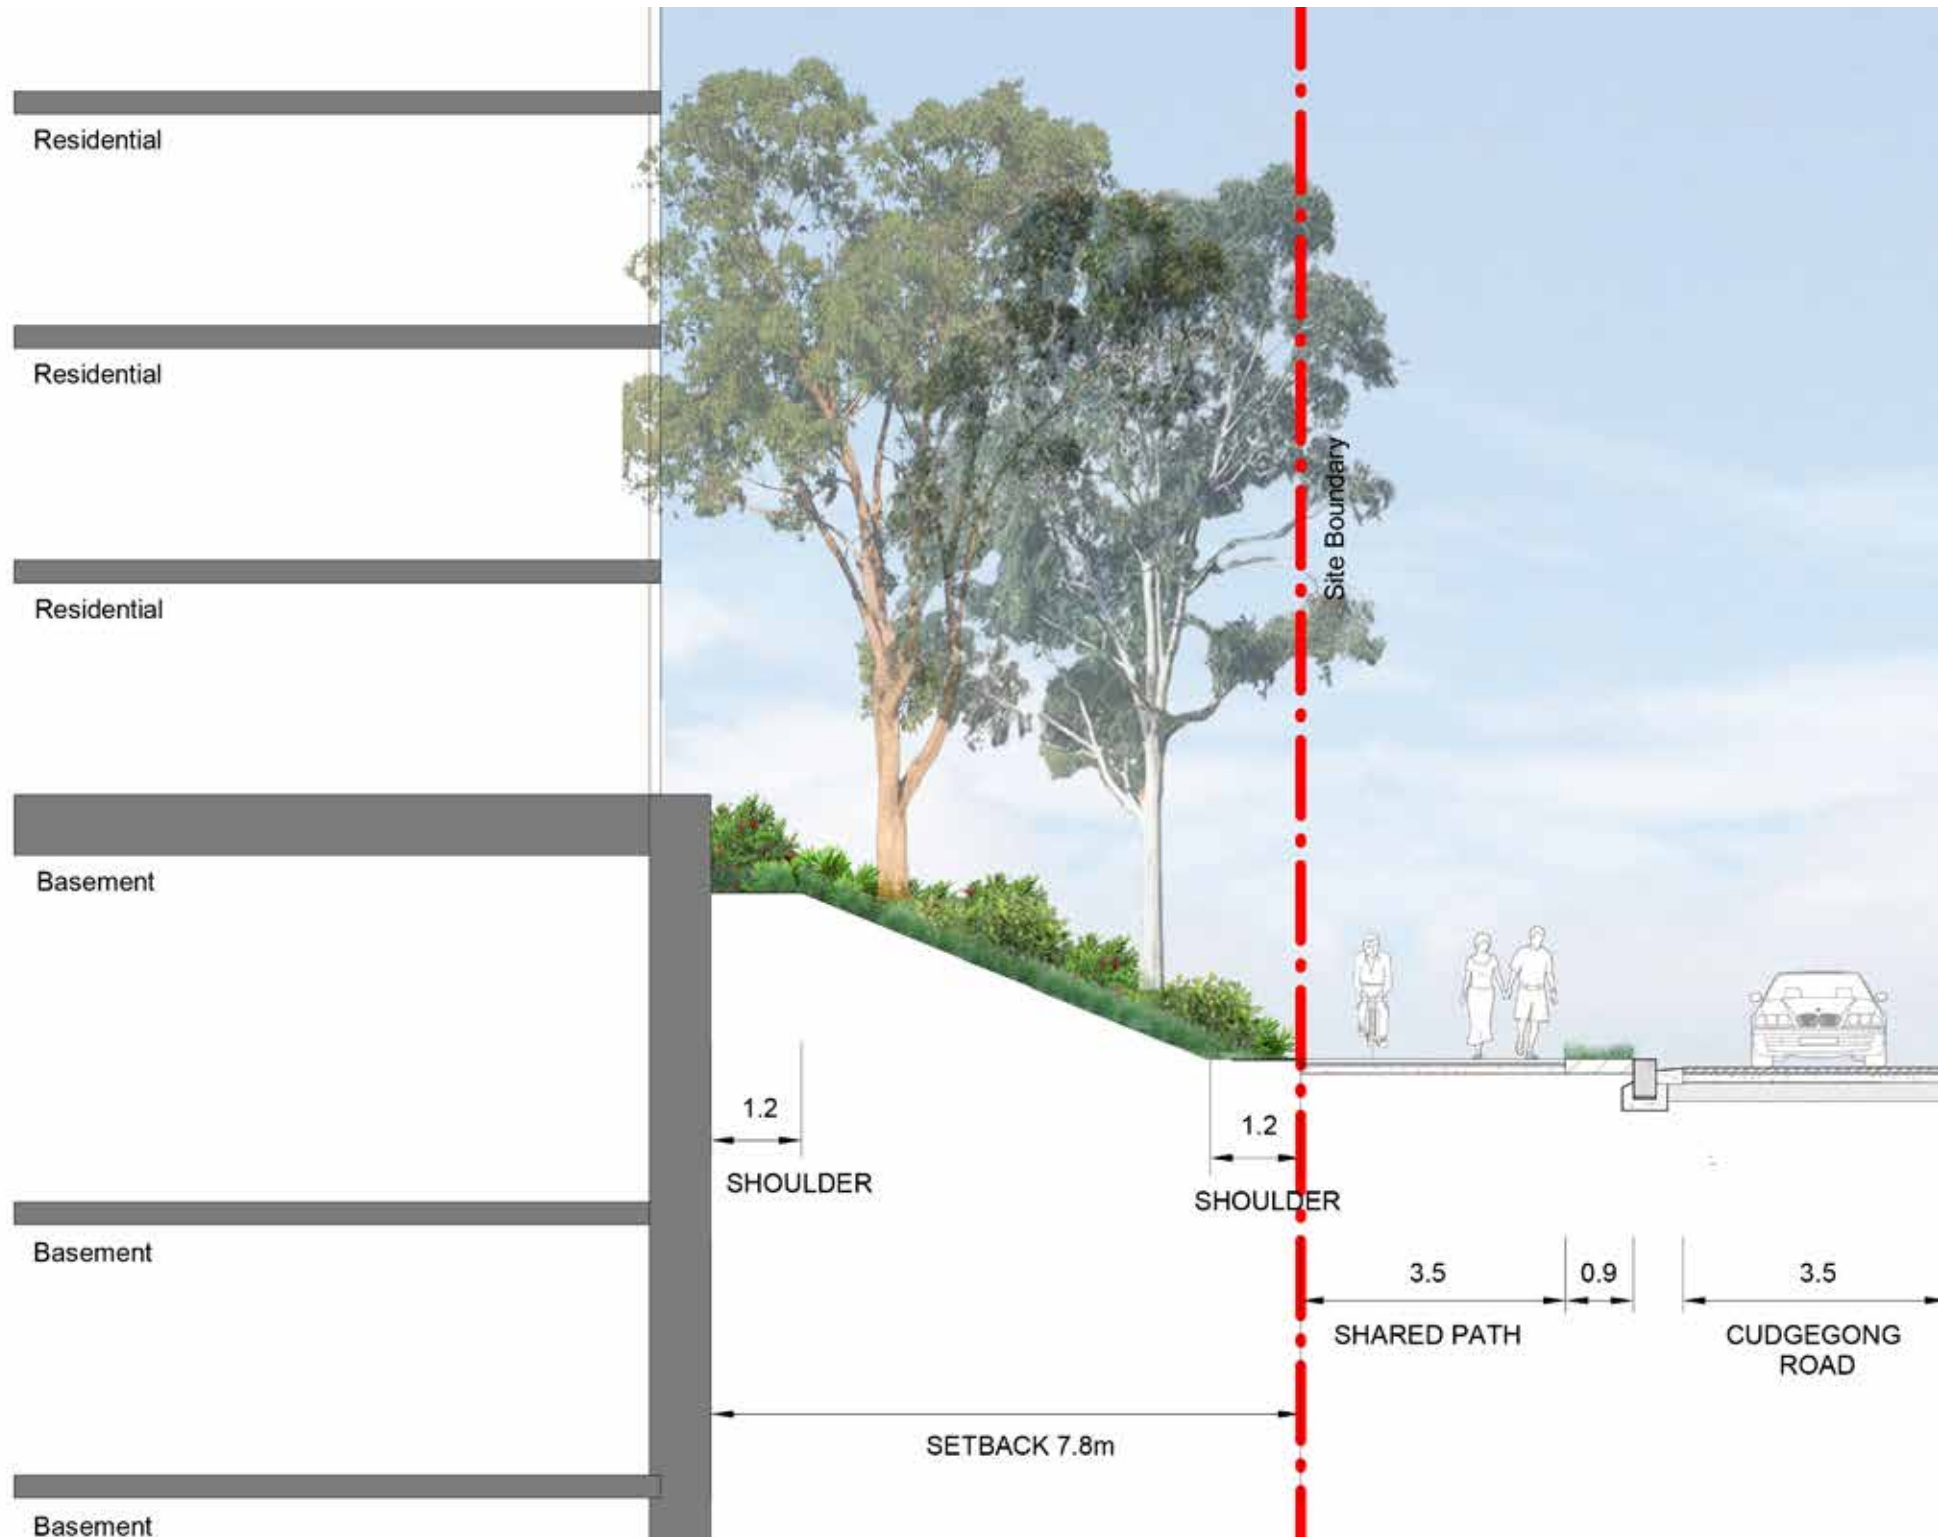 Residential
Residential
Site Boundary
Residential
Basement
1.2
1.2
SHOULDER
SHOULDER
Basement
3.5
0.9
3.5
SHARED PATH
CUDGEGONG
ROAD
SETBACK 7.8m
Basement